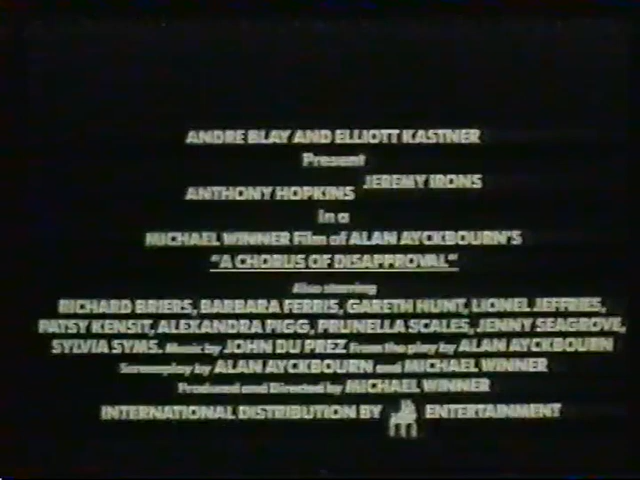 ANDRE BLAY AND ELLIOTT KASTNER
Present
ANTHONY HOPKINS JEREMY IRONS
In a
MICHAEL WINNER Film of ALAN AYCKBOURN'S
"A CHORUS OF DISAPPROVAL"
Also starring
RICHARD BRIERS, BARBARA FERRIS, GARETH HUNT, LIONEL JEFFRIES,
PATSY KENSIT, ALEXANDRA PIGG, PRUNELLA SCALES, JENNY SEAGROVE,
SYLVIA SYMS. Music by JOHN DU PREZ From the play by ALAN AYCKBOURN
Screenplay by ALAN AYCKBOURN and MICHAEL WINNER
Produced and Directed by MICHAEL WINNER
INTERNATIONAL DISTRIBUTION BY ENTERTAINMENT